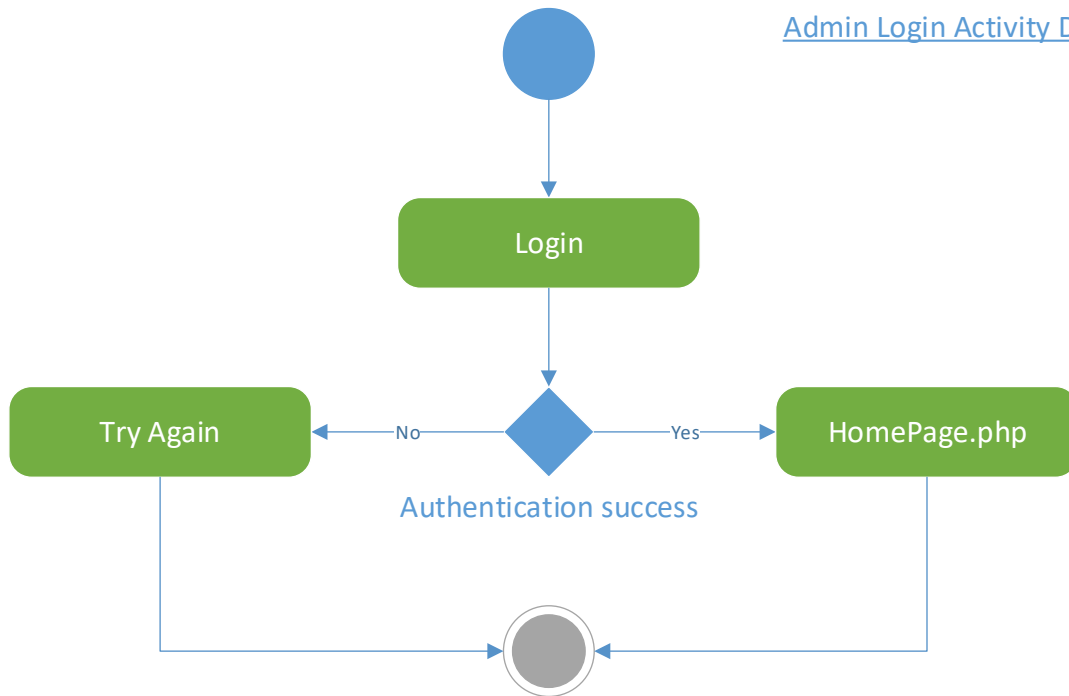 Admin Login Activity D
Login
Try Again
No
Yes
HomePage.php
Authentication success